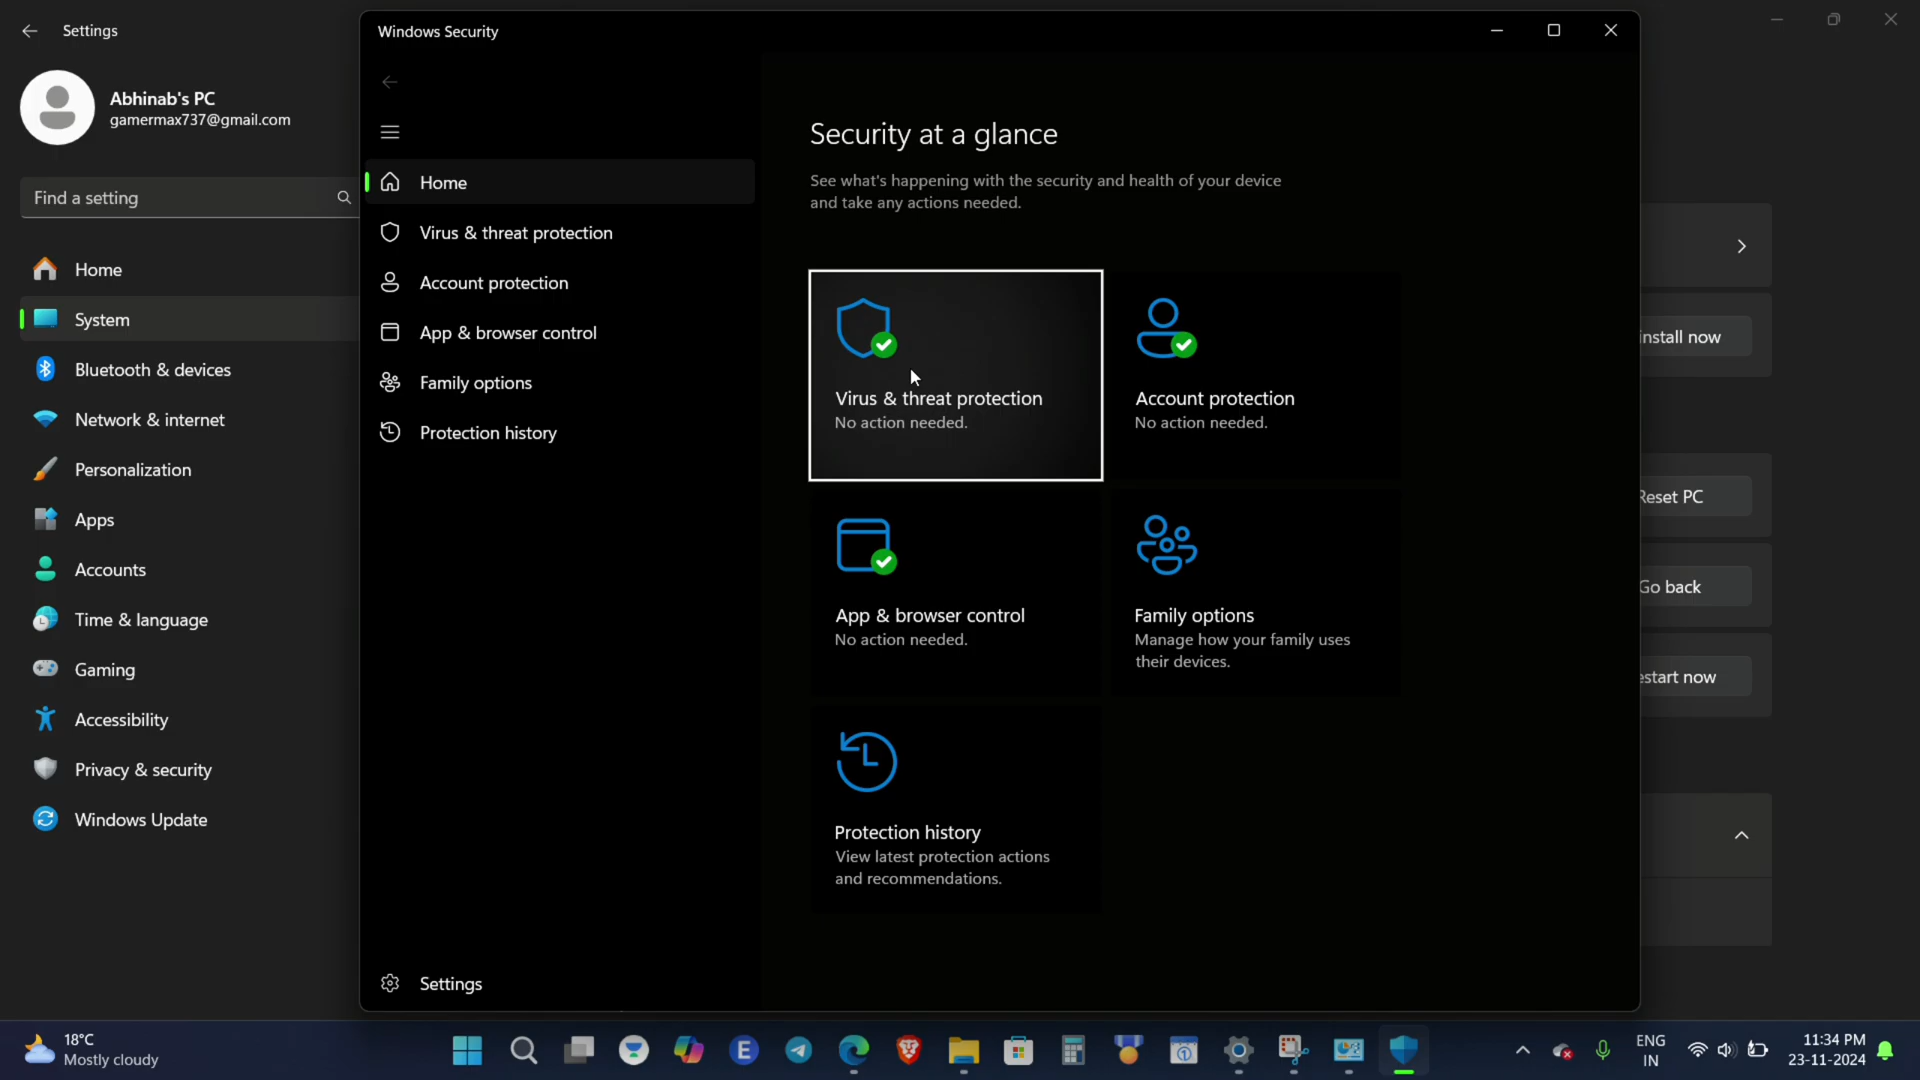 Settings
Abhinab's PC
gamermax737@gmail.com
Find a setting
Home
System
Bluetooth & devices
Network & internet
Personalization
Apps
Accounts
Time & language
Gaming
Accessibility
Privacy & security
Windows Update
Windows Security
Home
Virus & threat protection
Account protection
App & browser control
Family options
Protection history
Settings
Security at a glance
See what's happening with the security and health of your device
and take any actions needed.
Virus & threat protection
No action needed.
Account protection
No action needed.
App & browser control
No action needed.
Family options
Manage how your family uses
their devices.
Protection history
View latest protection actions
and recommendations.
install now
Reset PC
Go back
estart now
18°C
Mostly cloudy
E
ENG
IN
11:34 PM
23-11-2024